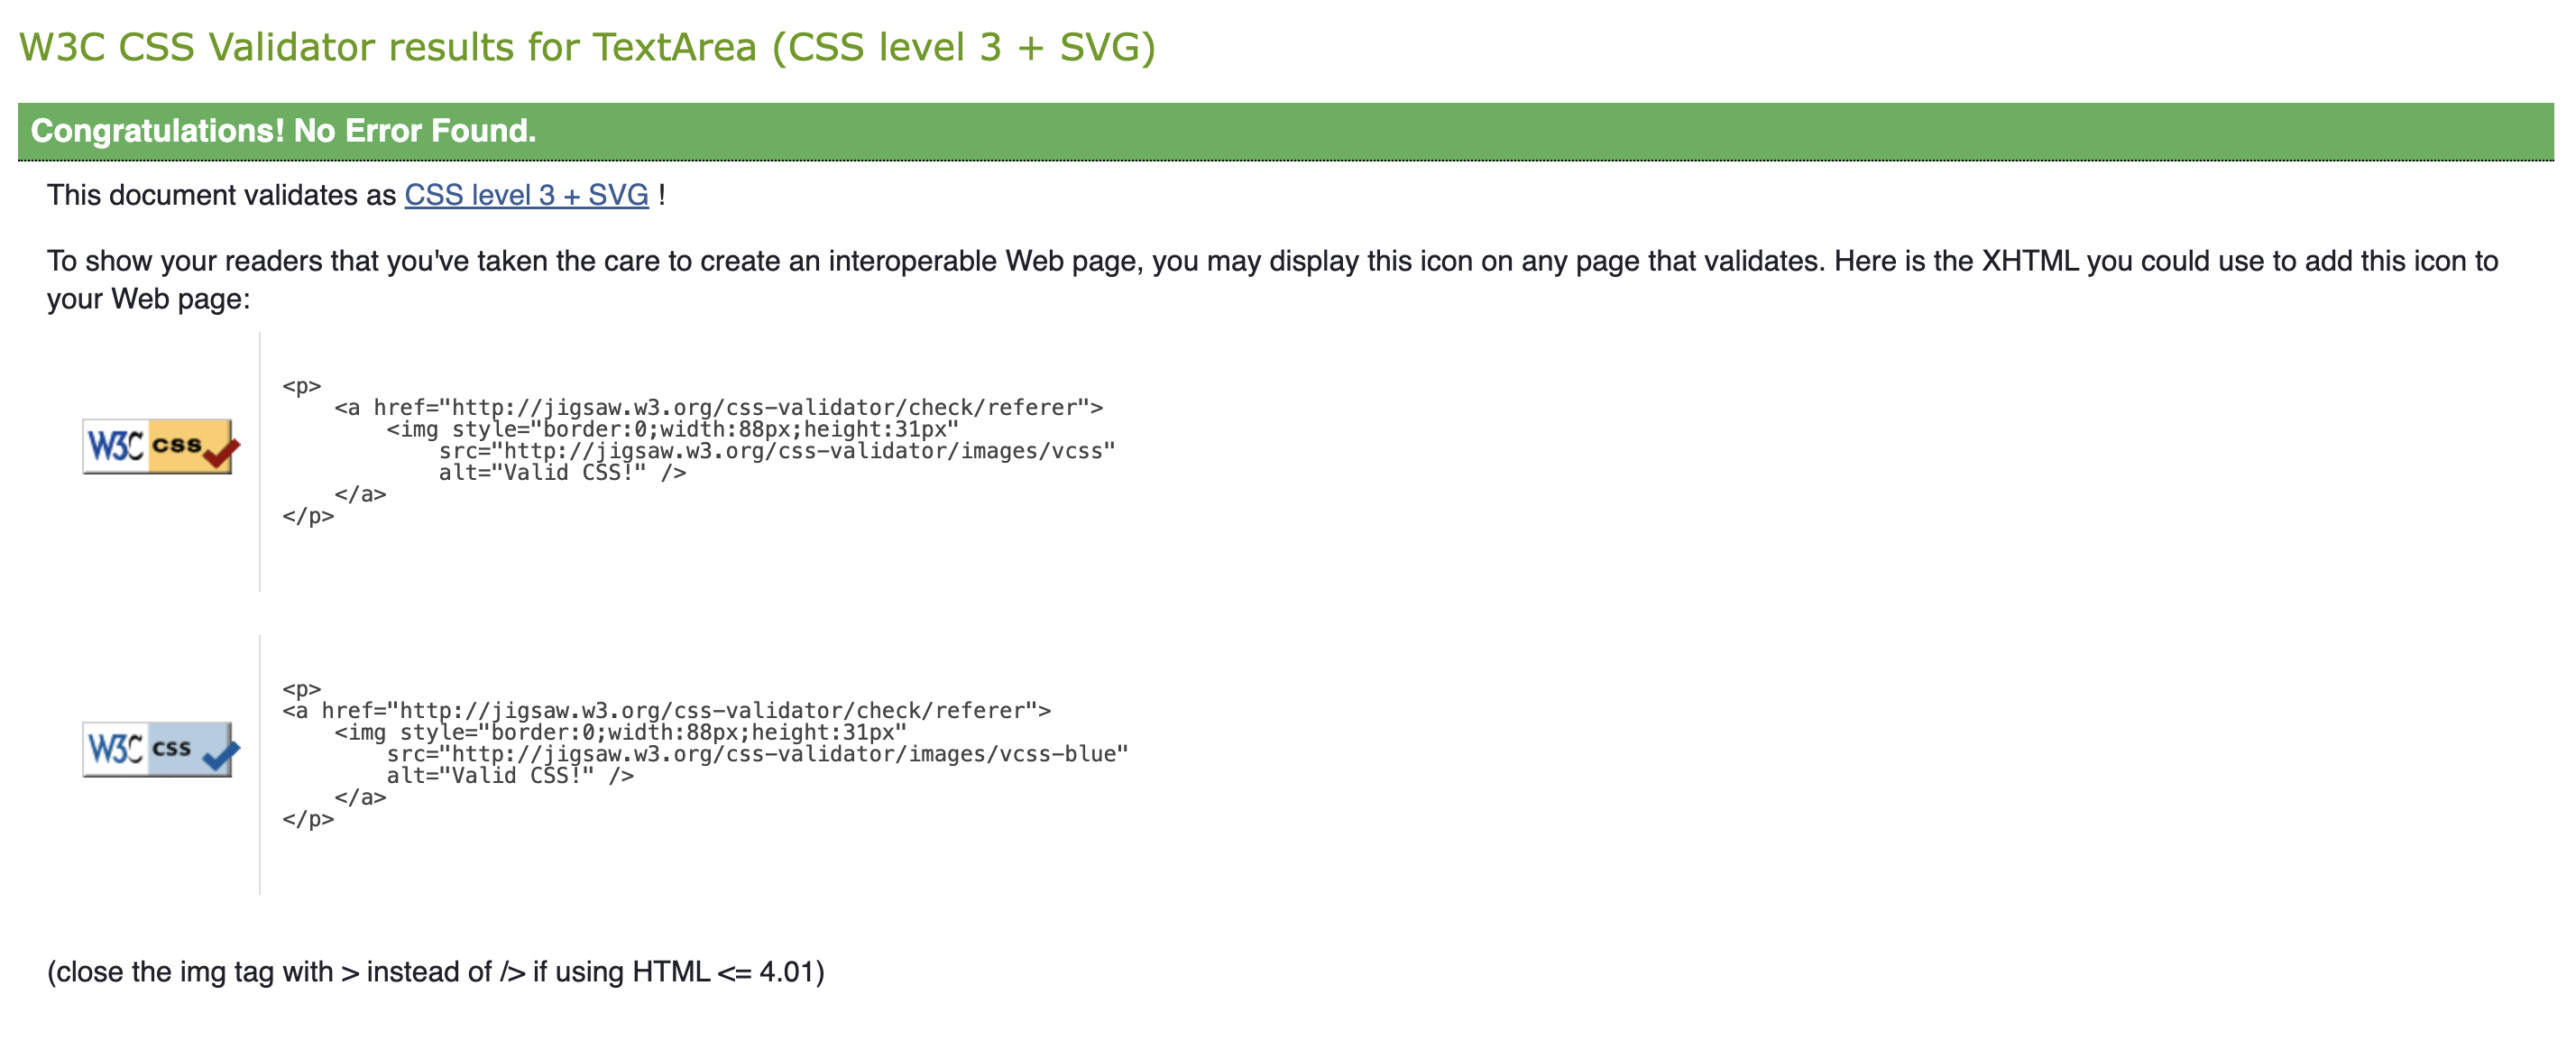 W3C CSS Validator results for TextArea (CSS level 3 + SVG)
Congratulations! No Error Found.
This document validates as CSS level 3 + SVG !
To show your readers that you've taken the care to create an interoperable Web page, you may display this icon on any page that validates. Here is the XHTML you could use to add this icon to
your Web page:
W3C css
<p>
    <a href="http://jigsaw.w3.org/css-validator/check/referer">
        <img style="border:0;width:88px;height:31px"
            src="http://jigsaw.w3.org/css-validator/images/vcss"
            alt="Valid CSS!" />
    </a>
</p>
W3C css
<p>
<a href="http://jigsaw.w3.org/css-validator/check/referer">
    <img style="border:0;width:88px;height:31px"
        src="http://jigsaw.w3.org/css-validator/images/vcss-blue"
        alt="Valid CSS!" />
    </a>
</p>
(close the img tag with > instead of /> if using HTML <= 4.01)